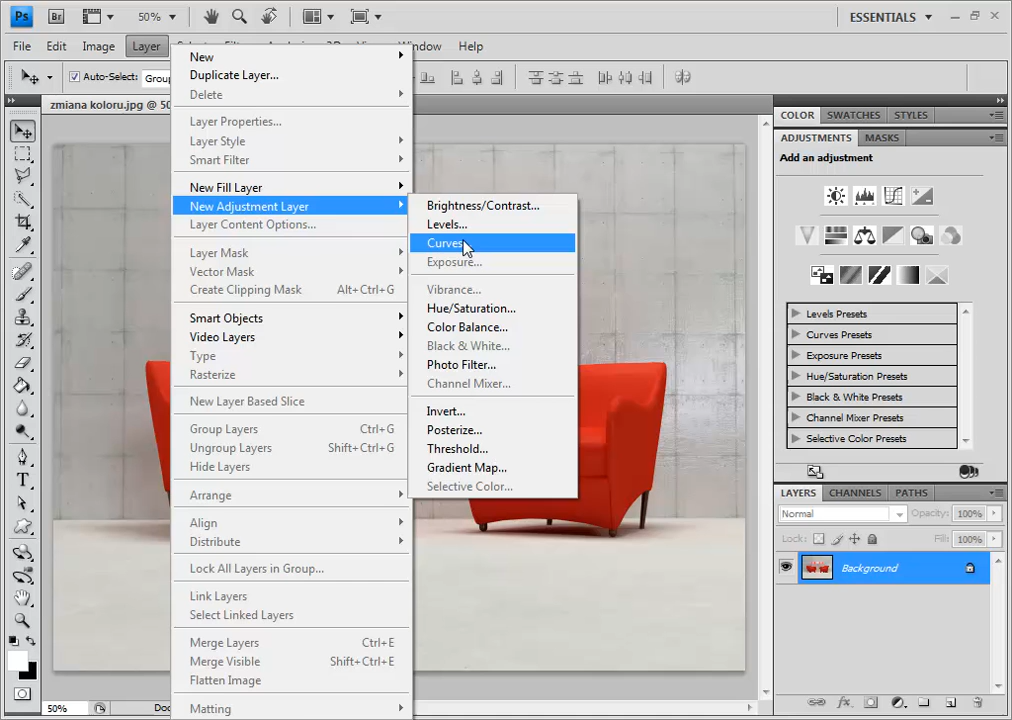 Ps Br 50% ESSENTIALS
File Edit Image Layer Window Help
Auto-Select: Group
zmiana koloru.jpg @ 50
New
Duplicate Layer...
Delete
Layer Properties...
Layer Style
Smart Filter
New Fill Layer
New Adjustment Layer
Layer Content Options...
Layer Mask
Vector Mask
Create Clipping Mask Alt+Ctrl+G
Smart Objects
Video Layers
Type
Rasterize
New Layer Based Slice
Group Layers Ctrl+G
Ungroup Layers Shift+Ctrl+G
Hide Layers
Arrange
Align
Distribute
Lock All Layers in Group...
Link Layers
Select Linked Layers
Merge Layers Ctrl+E
Merge Visible Shift+Ctrl+E
Flatten Image
Matting
Brightness/Contrast...
Levels...
Curves
Exposure...
Vibrance...
Hue/Saturation...
Color Balance...
Black & White...
Photo Filter...
Channel Mixer...
Invert...
Posterize...
Threshold...
Gradient Map...
Selective Color...
COLOR SWATCHES STYLES
ADJUSTMENTS MASKS
Add an adjustment
Levels Presets
Curves Presets
Exposure Presets
Hue/Saturation Presets
Black & White Presets
Channel Mixer Presets
Selective Color Presets
LAYERS CHANNELS PATHS
Normal Opacity: 100%
Lock: Fill: 100%
Background
50% Doc